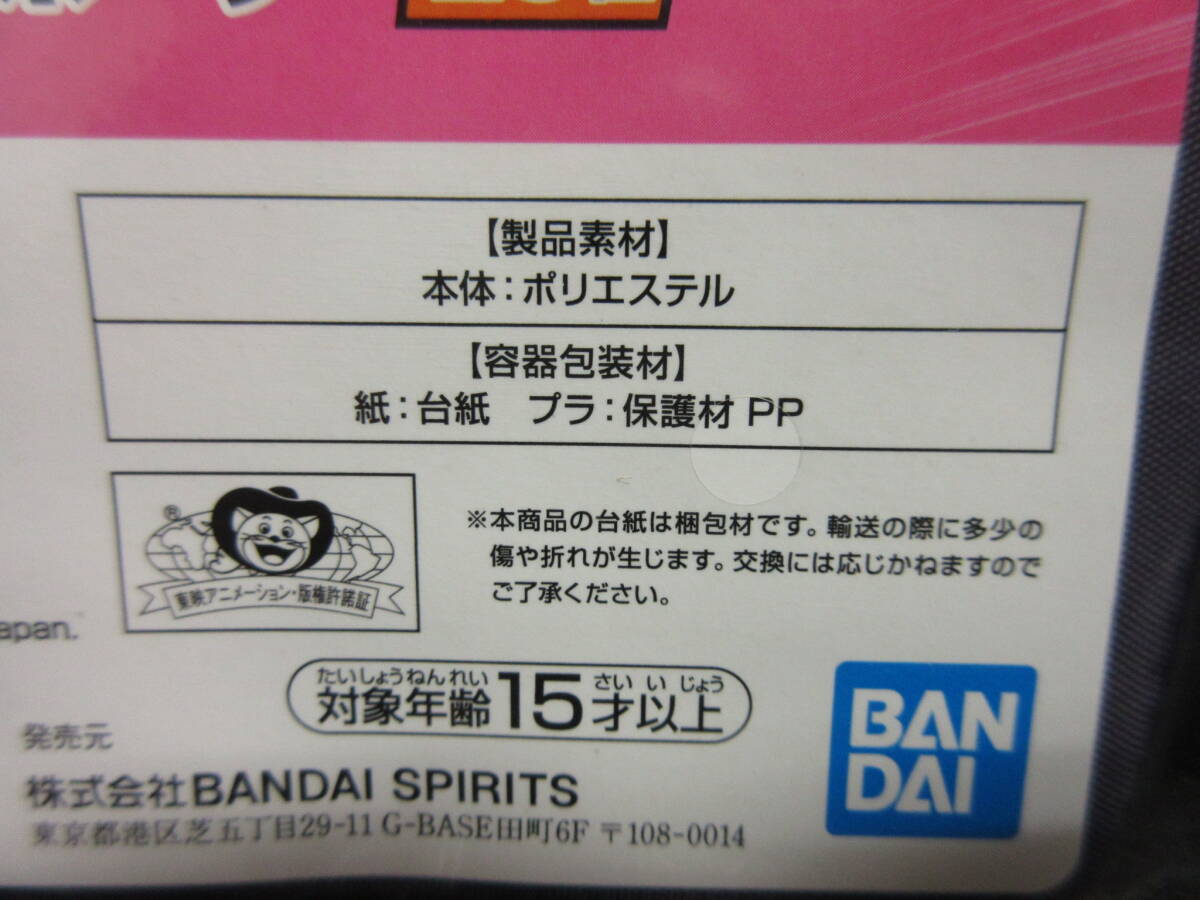 【製品素材】
本体：ポリエステル
【容器包装材】
紙：台紙　プラ：保護材 PP
®
東映アニメーション・版権許諾証
※本商品の台紙は梱包材です。輸送の際に多少の
傷や折れが生じます。交換には応じかねますので
ご了承ください。
apan.
たいしょうねんれい さい い じょう
対象年齢15才以上
BAN
DAI
発売元
株式会社BANDAI SPIRITS
東京都港区芝五丁目29-11 G-BASE田町6F 〒108-0014